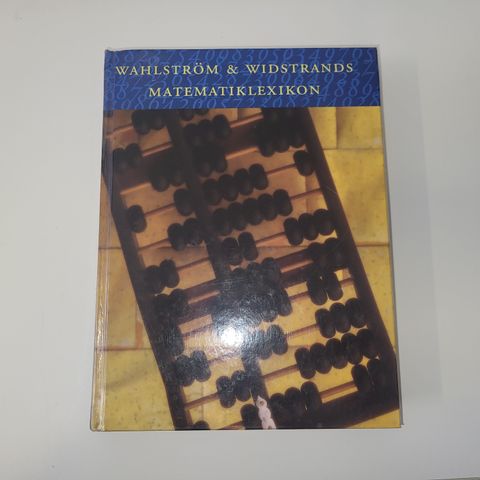 WAHLSTRÖM & WIDSTRANDS
MATEMATIKLEXIKON